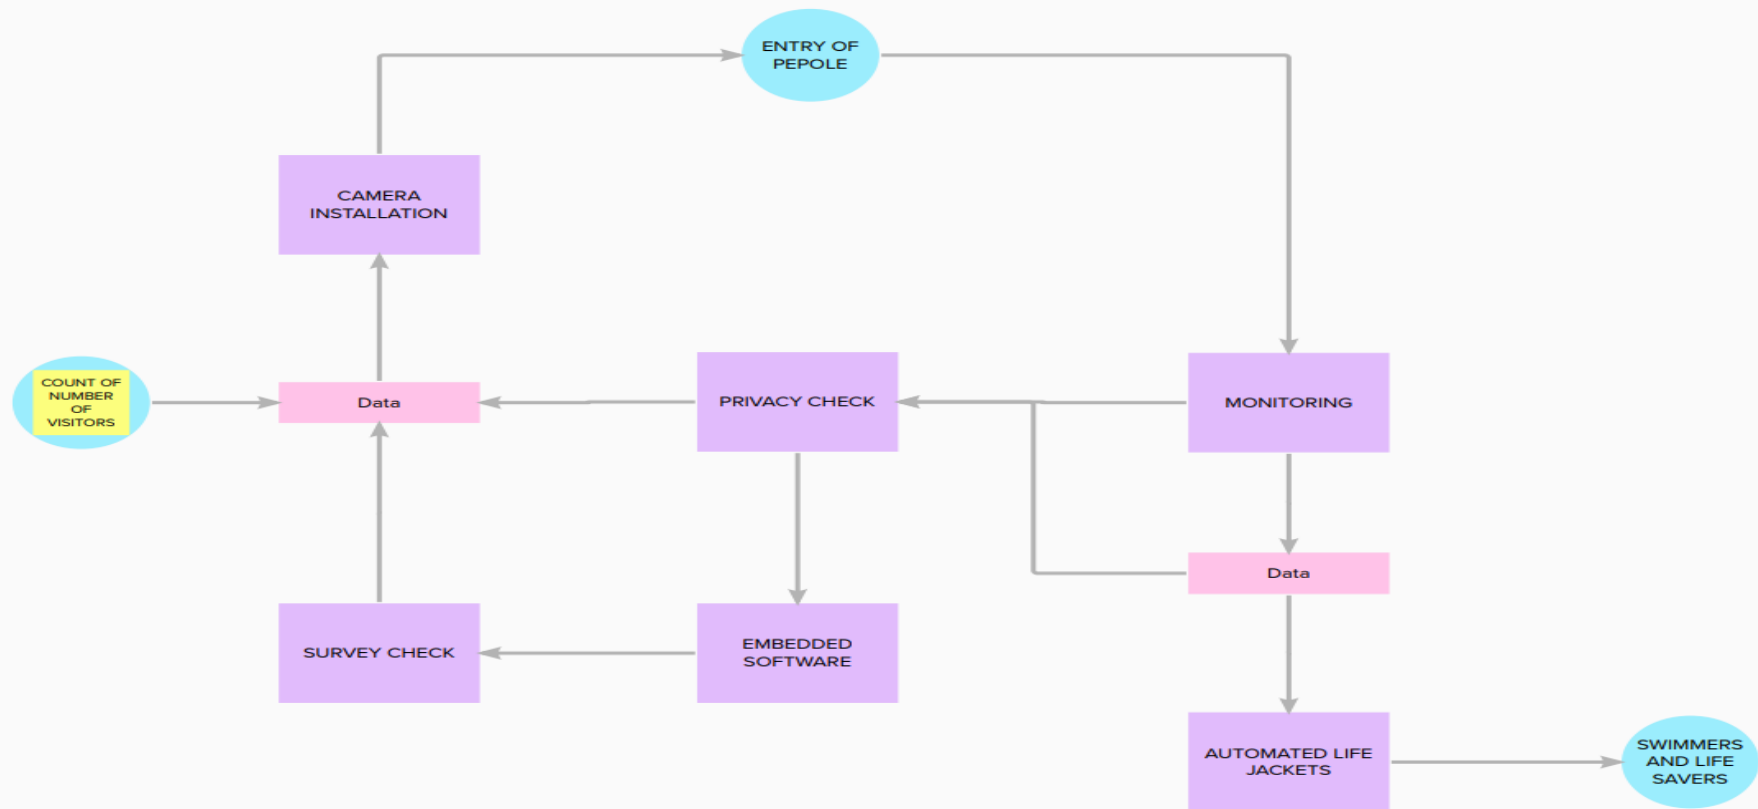 ENTRY OF
PEPOLE
CAMERA
INSTALLATION
COUNT OF
NUMBER
OF
VISITORS
Data
PRIVACY CHECK
MONITORING
Data
SURVEY CHECK
EMBEDDED
SOFTWARE
AUTOMATED LIFE
JACKETS
SWIMMERS
AND LIFE
SAVERS